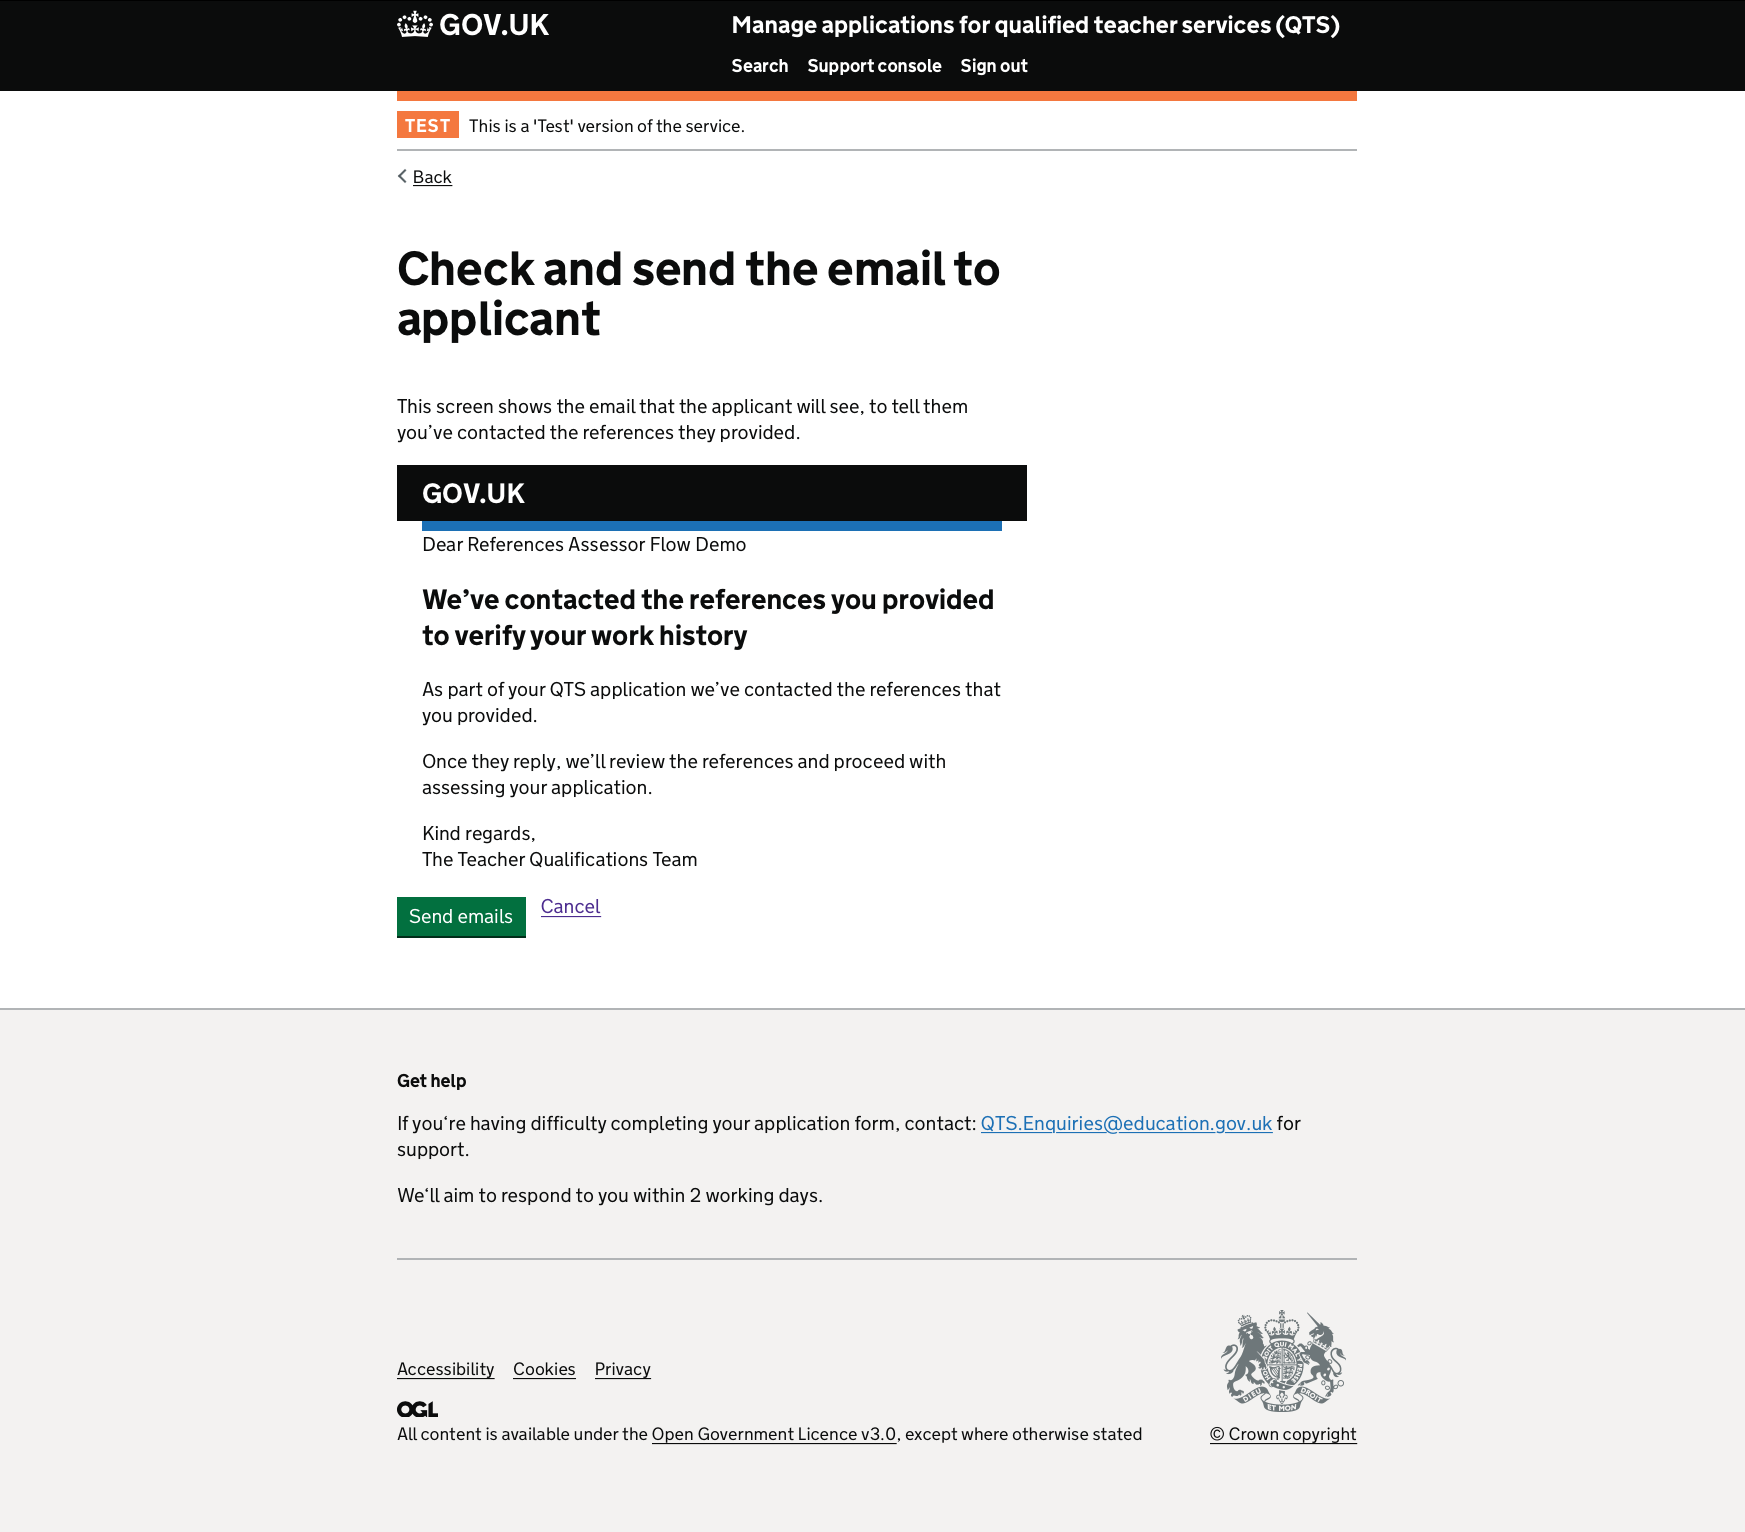 GOV.UK
Manage applications for qualified teacher services (QTS)
Search Support console Sign out
TEST This is a 'Test' version of the service.
Back
Check and send the email to
applicant
This screen shows the email that the applicant will see, to tell them
you’ve contacted the references they provided.
GOV.UK
Dear References Assessor Flow Demo
We’ve contacted the references you provided
to verify your work history
As part of your QTS application we’ve contacted the references that
you provided.
Once they reply, we’ll review the references and proceed with
assessing your application.
Kind regards,
The Teacher Qualifications Team
Send emails Cancel
Get help
If you‘re having difficulty completing your application form, contact: QTS.Enquiries@education.gov.uk for
support.
We‘ll aim to respond to you within 2 working days.
Accessibility Cookies Privacy
OGL
All content is available under the Open Government Licence v3.0, except where otherwise stated
DIEU ET MON DROIT
© Crown copyright